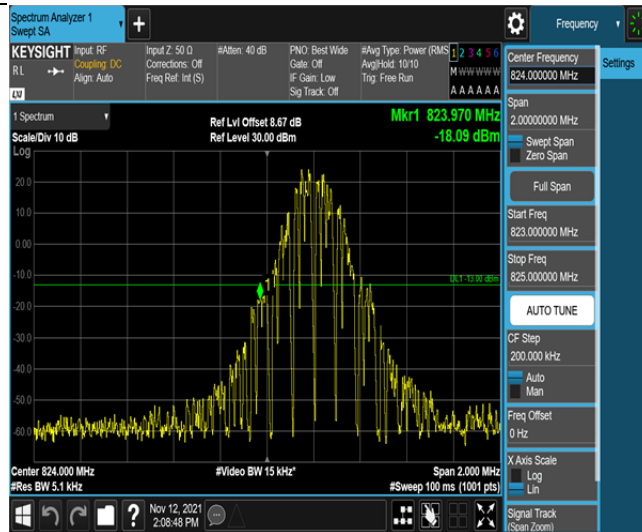 Spectrum Analyzer 1
Swept SA
Frequency
KEYSIGHT
RL
LXI
Input: RF
Coupling: DC
Align: Auto
Input Z: 50 Ω
Corrections: Off
Freq Ref: Int (S)
#Atten: 40 dB
PNO: Best Wide
Gate: Off
IF Gain: Low
Sig Track: Off
#Avg Type: Power (RMS
Avg|Hold: 10/10
Trig: Free Run
1 2 3 4 5 6
M W W W W W
A A A A A A
1 Spectrum
Scale/Div 10 dB
Log
Ref Lvl Offset 8.67 dB
Ref Level 30.00 dBm
Mkr1 823.970 MHz
-18.09 dBm
20.0
10.0
0.00
-10.0
-20.0
-30.0
-40.0
-50.0
-60.0
1
DL1 -13.00 dBm
Center 824.000 MHz
#Res BW 5.1 kHz
#Video BW 15 kHz*
Span 2.000 MHz
#Sweep 100 ms (1001 pts)
Nov 12, 2021
2:08:48 PM
Settings
Center Frequency
824.000000 MHz
Span
2.00000000 MHz
Swept Span
Zero Span
Full Span
Start Freq
823.000000 MHz
Stop Freq
825.000000 MHz
AUTO TUNE
CF Step
200.000 kHz
Auto
Man
Freq Offset
0 Hz
X Axis Scale
Log
Lin
Signal Track
(Span Zoom)